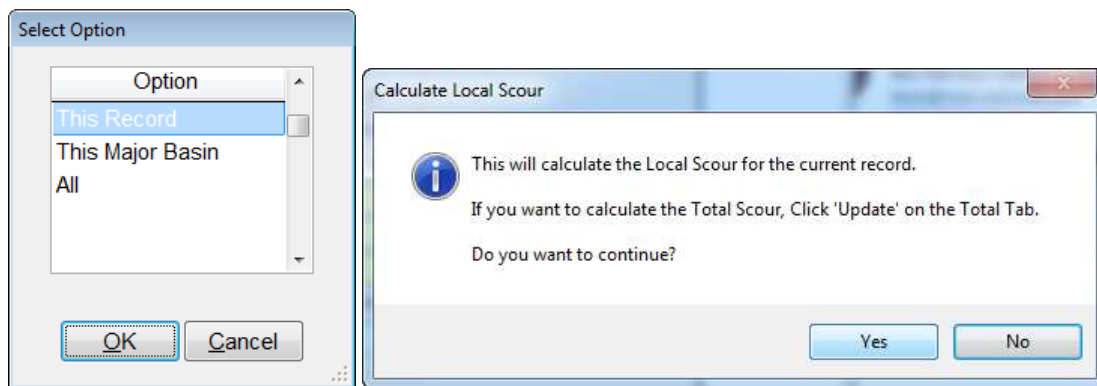 Select Option
Option
This Record
This Major Basin
All
OK
Cancel
Calculate Local Scour
This will calculate the Local Scour for the current record.
If you want to calculate the Total Scour, Click 'Update' on the Total Tab.
Do you want to continue?
Yes
No